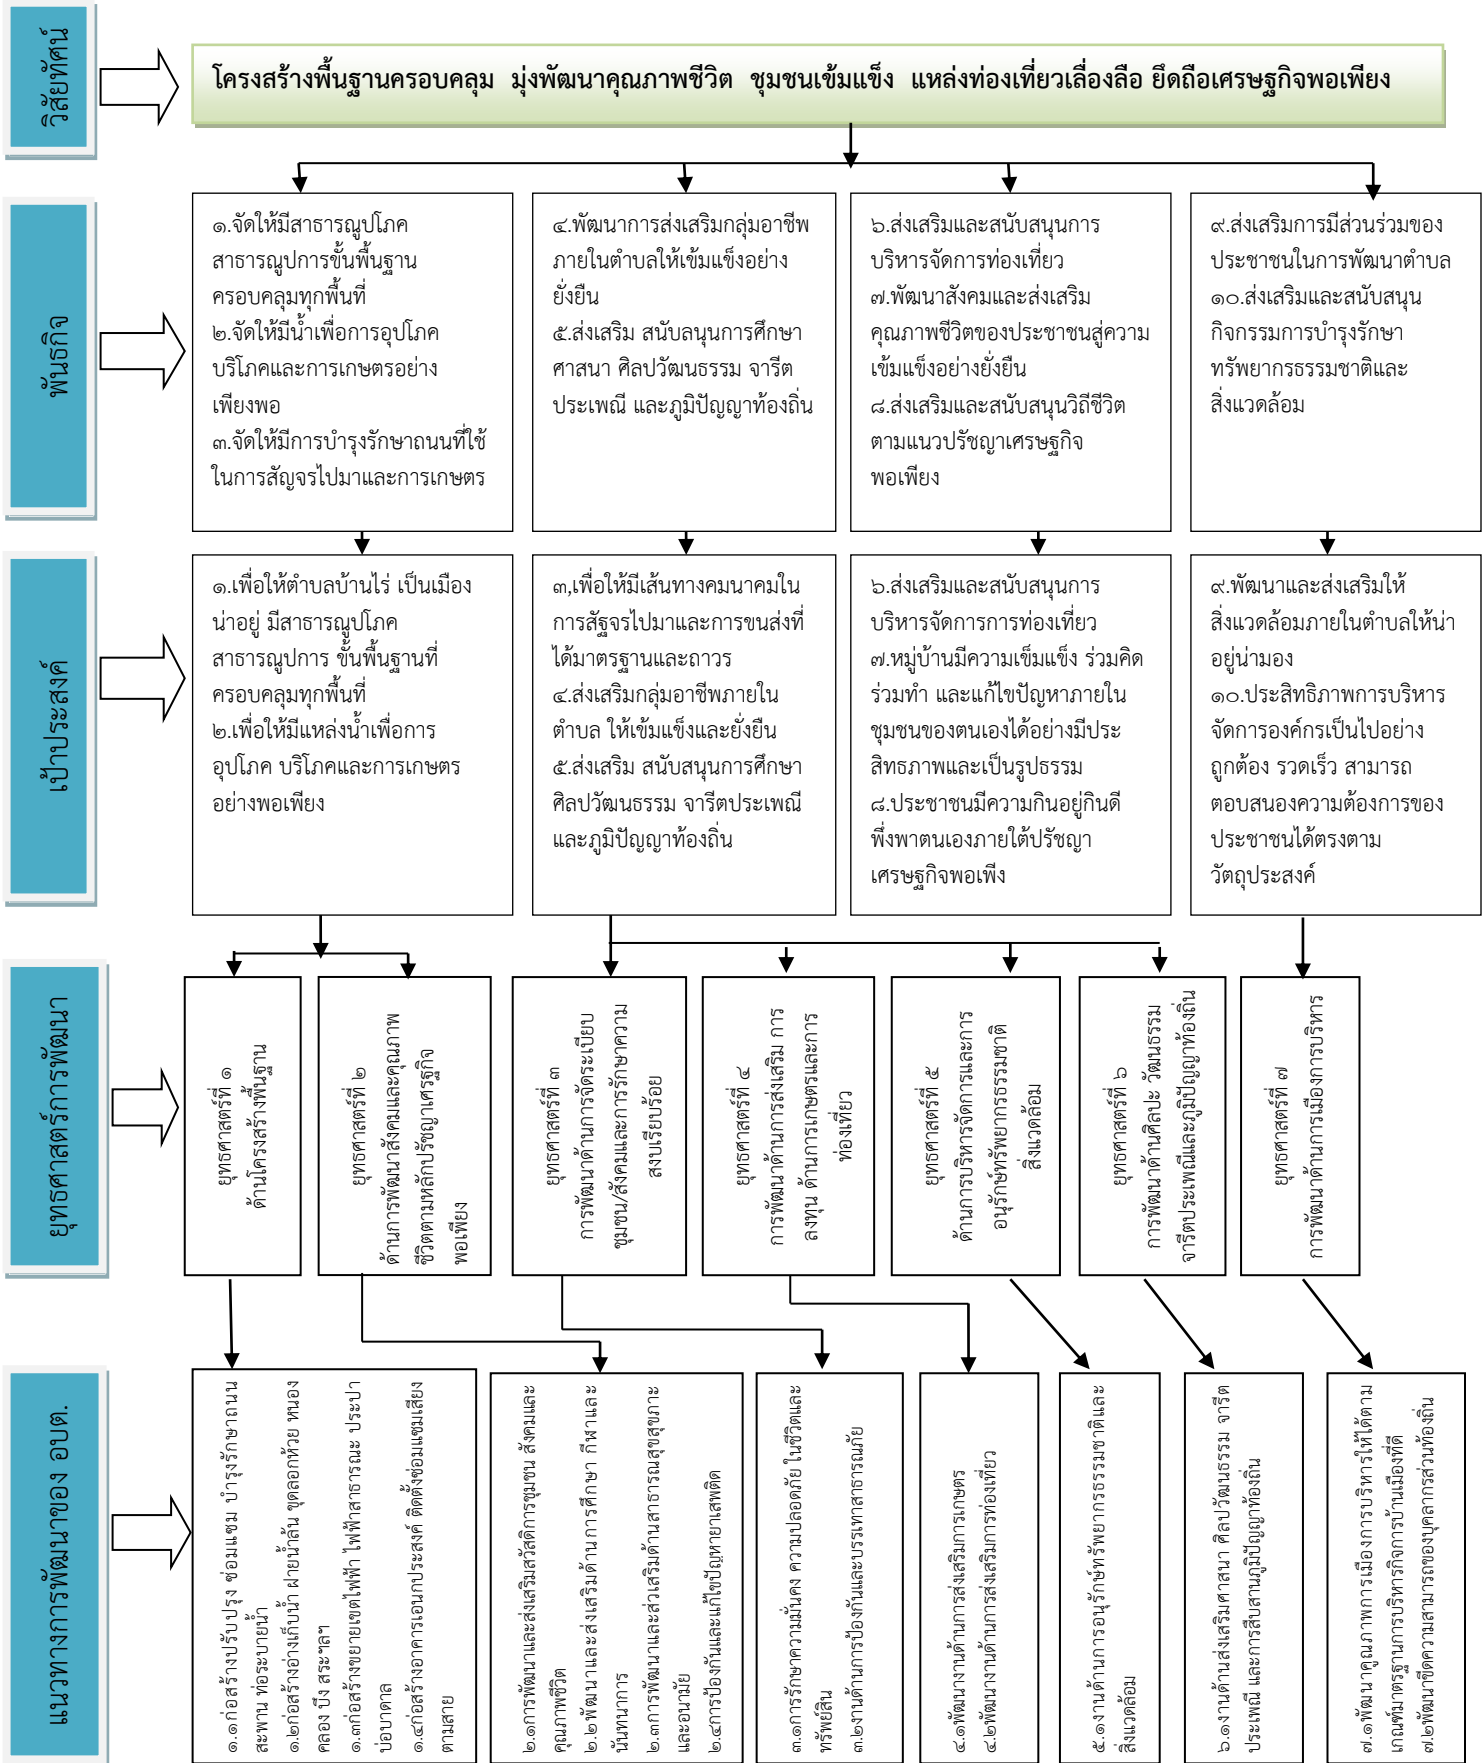 วิสัยทัศน์
โครงสร้างพื้นฐานครอบคลุม มุ่งพัฒนาคุณภาพชีวิต ชุมชนเข้มแข็ง แหล่งท่องเที่ยวเลื่องลือ ยึดถือเศรษฐกิจพอเพียง
พันธกิจ
๑.จัดให้มีสาธารณูปโภค
สาธารณูปการขั้นพื้นฐาน
ครอบคลุมทุกพื้นที่
๒.จัดให้มีน้ำเพื่อการอุปโภค
บริโภคและการเกษตรอย่าง
เพียงพอ
๓.จัดให้มีการบำรุงรักษาถนนที่ใช้
ในการสัญจรไปมาและการเกษตร
๔.พัฒนาการส่งเสริมกลุ่มอาชีพ
ภายในตำบลให้เข้มแข็งอย่าง
ยั่งยืน
๕.ส่งเสริม สนับลนุนการศึกษา
ศาสนา ศิลปวัฒนธรรม จารีต
ประเพณี และภูมิปัญญาท้องถิ่น
๖.ส่งเสริมและสนับสนุนการ
บริหารจัดการท่องเที่ยว
๗.พัฒนาสังคมและส่งเสริม
คุณภาพชีวิตของประชาชนสู่ความ
เข้มแข็งอย่างยั่งยืน
๘.ส่งเสริมและสนับสนุนวิถีชีวิต
ตามแนวปรัชญาเศรษฐกิจ
พอเพียง
๙.ส่งเสริมการมีส่วนร่วมของ
ประชาชนในการพัฒนาตำบล
๑๐.ส่งเสริมและสนับสนุน
กิจกรรมการบำรุงรักษา
ทรัพยากรธรรมชาติและ
สิ่งแวดล้อม
เป้าประสงค์
๑.เพื่อให้ตำบลบ้านไร่ เป็นเมือง
น่าอยู่ มีสาธารณูปโภค
สาธารณูปการ ขั้นพื้นฐานที่
ครอบคลุมทุกพื้นที่
๒.เพื่อให้มีแหล่งน้ำเพื่อการ
อุปโภค บริโภคและการเกษตร
อย่างพอเพียง
๓,เพื่อให้มีเส้นทางคมนาคมใน
การสัฐจรไปมาและการขนส่งที่
ได้มาตรฐานและถาวร
๔.ส่งเสริมกลุ่มอาชีพภายใน
ตำบล ให้เข้มแข็งและยั่งยืน
๕.ส่งเสริม สนับสนุนการศึกษา
ศิลปวัฒนธรรม จารีตประเพณี
และภูมิปัญญาท้องถิ่น
๖.ส่งเสริมและสนับสนุนการ
บริหารจัดการการท่องเที่ยว
๗.หมู่บ้านมีความเข็มแข็ง ร่วมคิด
ร่วมทำ และแก้ไขปัญหาภายใน
ชุมชนของตนเองได้อย่างมีประ
สิทธภาพและเป็นรูปธรรม
๘.ประชาชนมีความกินอยู่กินดี
พึ่งพาตนเองภายใต้ปรัชญา
เศรษฐกิจพอเพีง
๙.พัฒนาและส่งเสริมให้
สิ่งแวดล้อมภายในตำบลให้น่า
อยู่น่ามอง
๑๐.ประสิทธิภาพการบริหาร
จัดการองค์กรเป็นไปอย่าง
ถูกต้อง รวดเร็ว สามารถ
ตอบสนองความต้องการของ
ประชาชนได้ตรงตาม
วัตถุประสงค์
ยุทธศาสตร์การพัฒนา
ยุทธศาสตร์ที่ ๑
ด้านโครงสร้างพื้นฐาน
ยุทธศาสตร์ที่ ๒
ด้านการพัฒนาสังคมและคุณภาพ
ชีวิตตามหลักปรัชญาเศรฐกิจ
พอเพียง
ยุทธศาสตร์ที่ ๓
การพัฒนาด้านการจัดระเบียบ
ชุมชน/สังคมและการรักษาความ
สงบเรียบร้อย
ยุทธศาสตร์ที่ ๔
การพัฒนาด้านการส่งเสริม การ
ลงทุน ด้านการเกษตรและการ
ท่องเที่ยว
ยุทธศาสตร์ที่ ๕
ด้านการบริหารจัดการและการ
อนุรักษ์ทรัพยากรธรรมชาติ
สิ่งแวดล้อม
ยุทธศาสตร์ที่ ๖
การพัฒนาด้านศิลปะ วัฒนธรรม
จารีตประเพณีและภูมิปัญญาท้องถิ่น
ยุทธศาสตร์ที่ ๗
การพัฒนาด้านการเมืองการบริหาร
แนวทางการพัฒนาของ อบต.
๑.๑ก่อสร้างปรับปรุง ซ่อมแซม บำรุงรักษาถนน
สะพาน ท่อระบายน้ำ
๑.๒ก่อสร้างอ่างเก็บน้ำ ฝายน้ำล้น ขุดลอกห้วย หนอง
คลอง บึง สระฯลฯ
๑.๓ก่อสร้างขยายเขตไฟฟ้า ไฟฟ้าสาธารณะ ประปา
บ่อบาดาล
๑.๔ก่อสร้างอาคารเอนกประสงค์ ติดตั้งซ่อมแซมเสียง
ตามสาย
๒.๑การพัฒนาและส่งเสริมสวัสดิการชุมชน สังคมและ
คุณภาพชีวิต
๒.๒พัฒนาและส่งเสริมด้านการศึกษา กีฬาและ
นันทนาการ
๒.๓การพัฒนาและส่วเสริมด้านสาธารณสุขสุขภาะ
และอนามัย
๒.๔การป้องกันและแก้ไขปัญหายาเสพติด
๓.๑การรักษาความมั่นคง ความปลอดภัย ในชีวิตและ
ทรัพย์สิน
๓.๒งานด้านการป้องกันและบรรเทาสาธารณภัย
๔.๑พัฒนางานด้านการส่งเสริมการเกษตร
๔.๒พัฒนางานด้านการส่งเสริมการท่องเที่ยว
๕.๑งานด้านการอนุรักษ์ทรัพยากรธรรมชาติและ
สิ่งแวดล้อม
๖.๑งานด้านส่งเสริมศาสนา ศิลปวัฒนธรรม จารีต
ประเพณี และการสืบสานภูมิปัญญาท้องถิ่น
๗.๑พัฒนาคูณภาพการเมืองการบริหารให้ได้ตาม
เกณฑ์มาตรฐานการบริหารกิจการบ้านเมืองที่ดี
๗.๒พัฒนาขีดความสามารถของบุคลากรส่วนท้องถิ่น